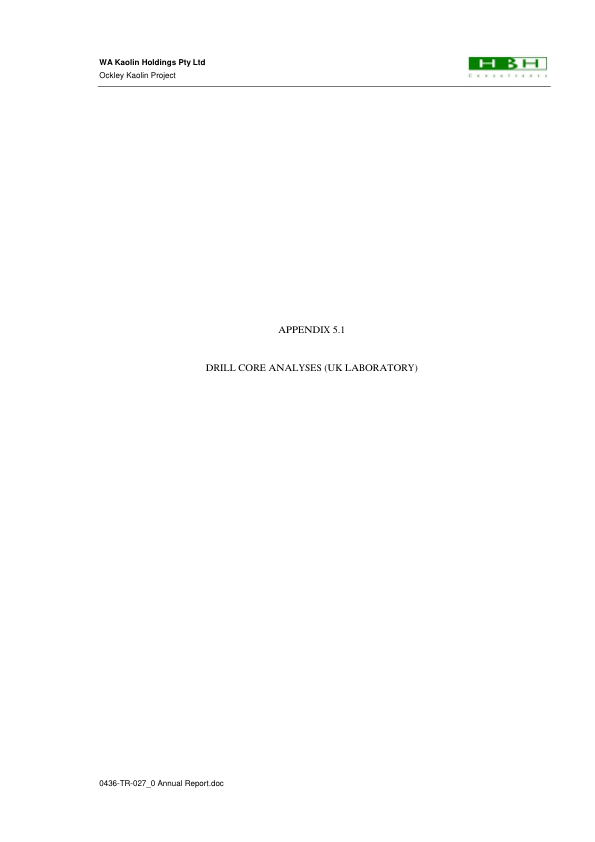 WA Kaolin Holdings Pty Ltd
Ockley Kaolin Project
HBH
Consultants
APPENDIX 5.1
DRILL CORE ANALYSES (UK LABORATORY)
0436-TR-027_0 Annual Report.doc